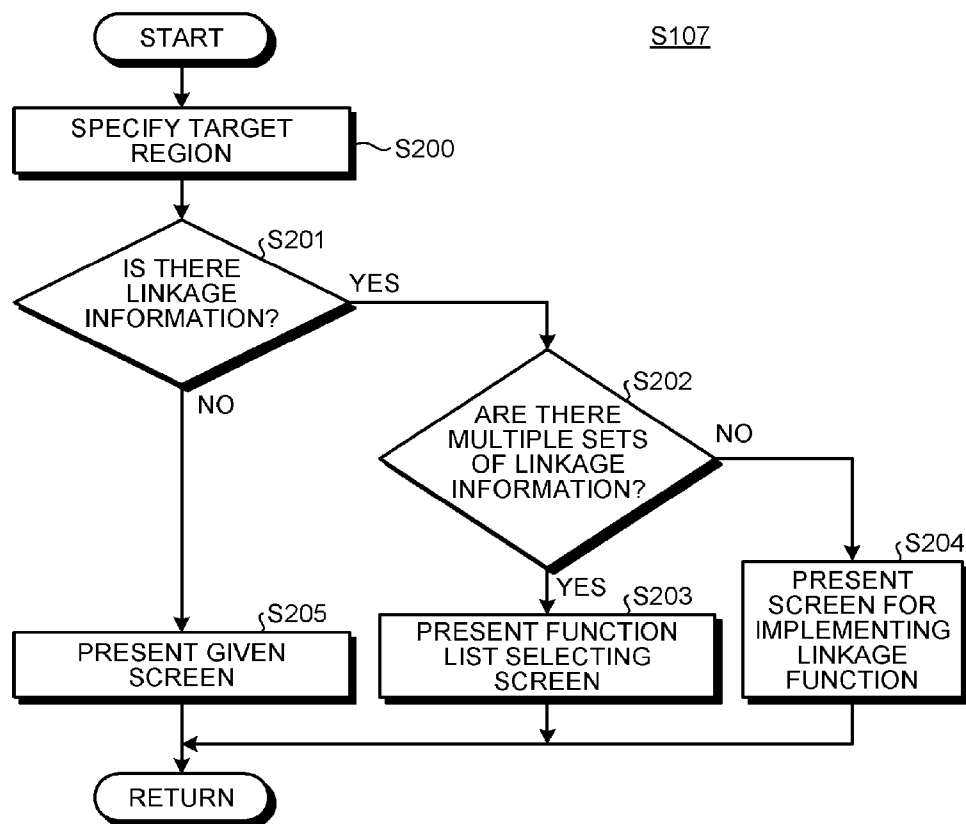 START
S107
SPECIFY TARGET
REGION
S200
S201
IS THERE
LINKAGE
INFORMATION?
YES
NO
S202
ARE THERE
MULTIPLE SETS
OF LINKAGE
INFORMATION?
NO
YES
S204
PRESENT
SCREEN FOR
IMPLEMENTING
LINKAGE
FUNCTION
S203
PRESENT FUNCTION
LIST SELECTING
SCREEN
S205
PRESENT GIVEN
SCREEN
RETURN